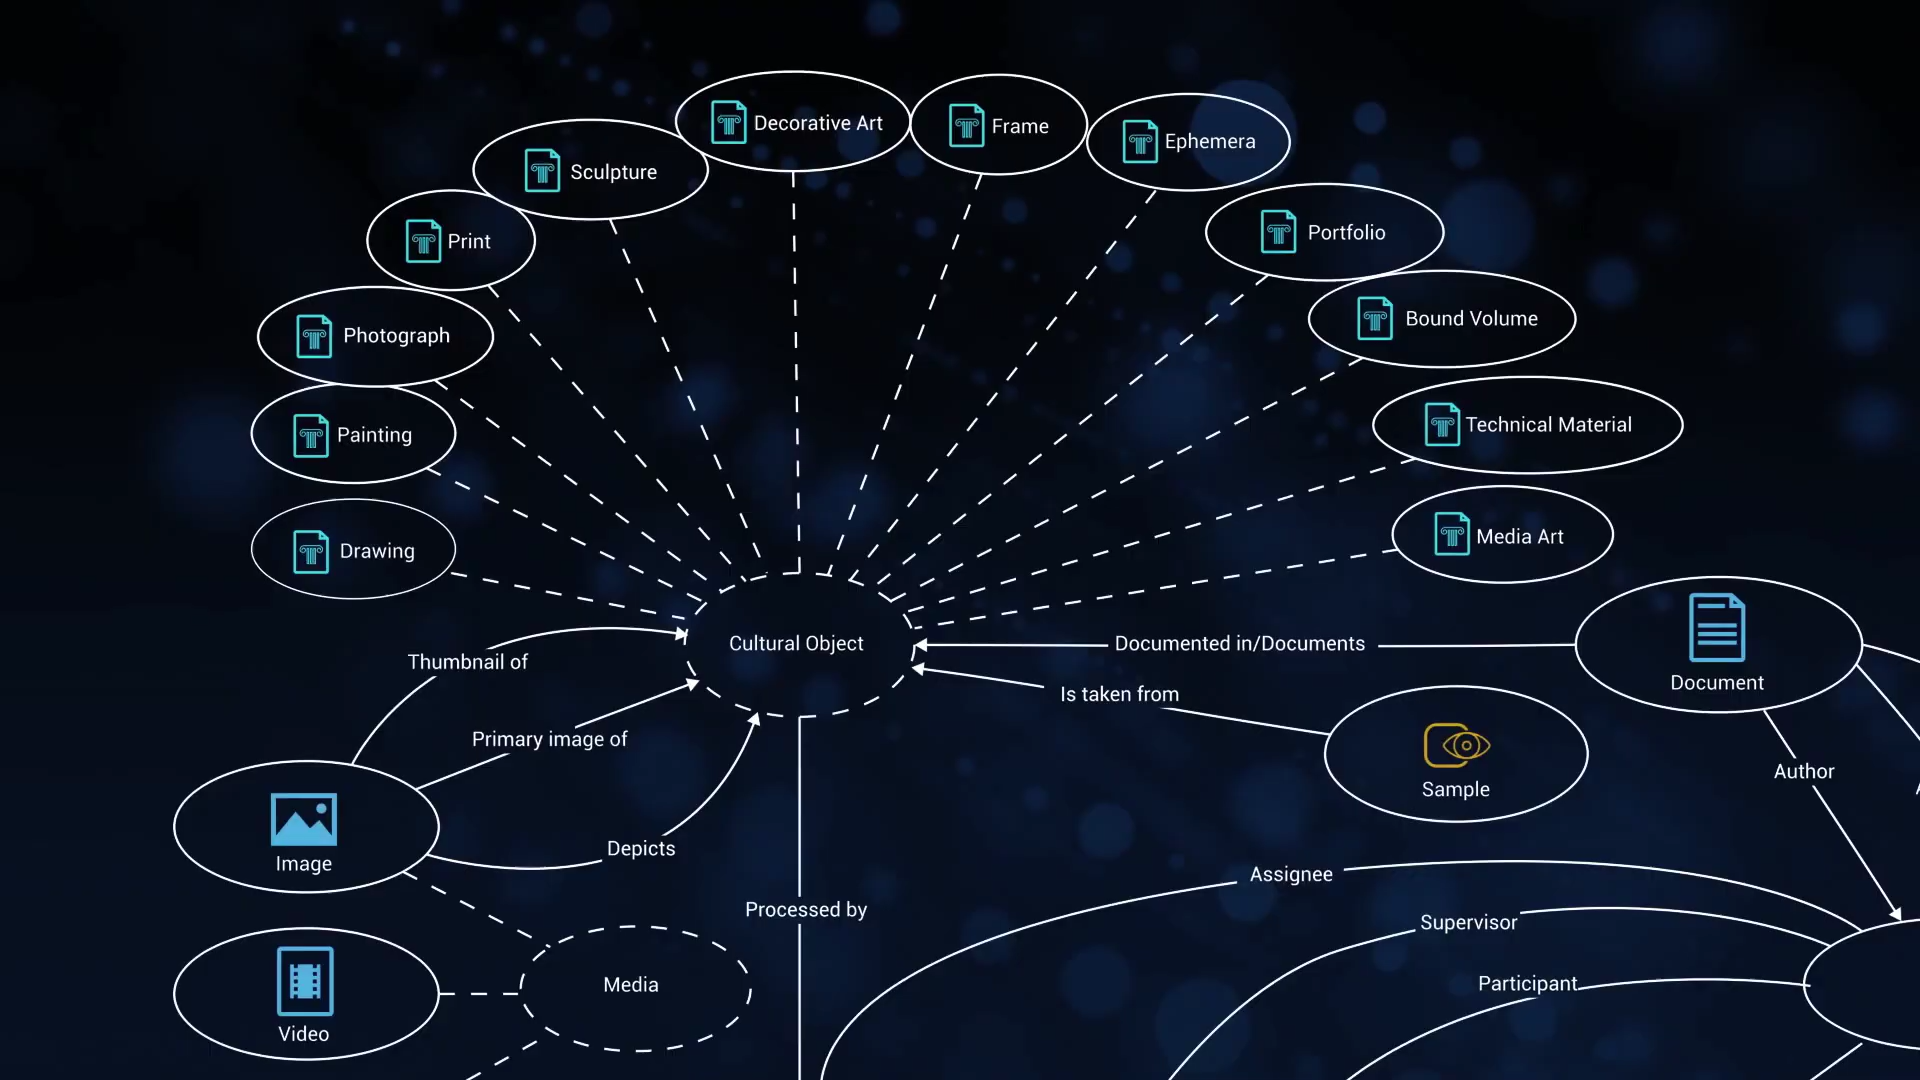 Decorative Art
Frame
Ephemera
Sculpture
Print
Portfolio
Bound Volume
Photograph
Technical Material
Painting
Media Art
Drawing
Cultural Object
Documented in/Documents
Thumbnail of
Document
Is taken from
Primary image of
Author
Sample
Depicts
Image
Assignee
Processed by
Supervisor
Participant
Media
Video